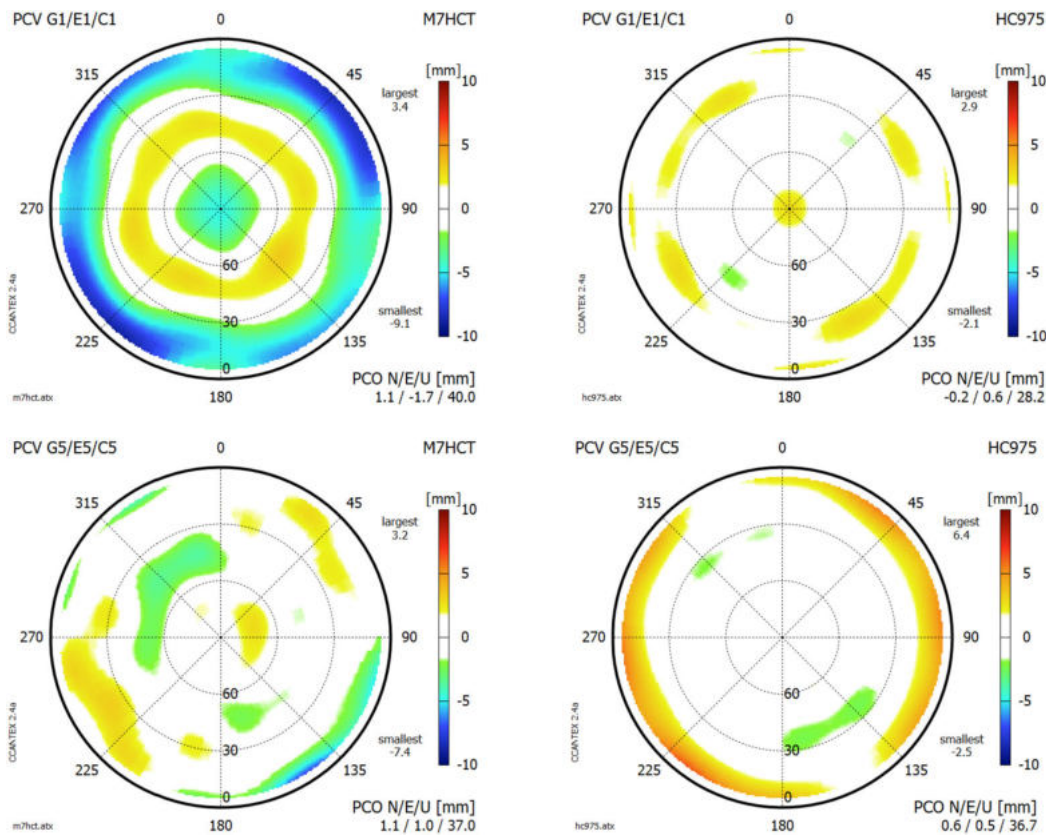 PCV G1/E1/C1 0 M7HCT
315 45
[mm]
largest 10
3.4
5
270 90 0
60
-5
30
smallest
-9.1
225 0 135 -10
CCANTEX 2.4a
PCO N/E/U [mm]
m7hct.atx 180 1.1 / -1.7 / 40.0
PCV G1/E1/C1 0 HC975
315 45
[mm]
largest 10
2.9
5
270 90 0
60
-5
30
smallest
-2.1
225 0 135 -10
CCANTEX 2.4a
PCO N/E/U [mm]
hc975.atx 180 -0.2 / 0.6 / 28.2
PCV G5/E5/C5 0 M7HCT
315 45
[mm]
largest 10
3.2
5
270 90 0
60
-5
30
smallest
-7.4
225 0 135 -10
CCANTEX 2.4a
PCO N/E/U [mm]
m7hct.atx 180 1.1 / 1.0 / 37.0
PCV G5/E5/C5 0 HC975
315 45
[mm]
largest 10
6.4
5
270 90 0
60
-5
30
smallest
-2.5
225 0 135 -10
CCANTEX 2.4a
PCO N/E/U [mm]
hc975.atx 180 0.6 / 0.5 / 36.7